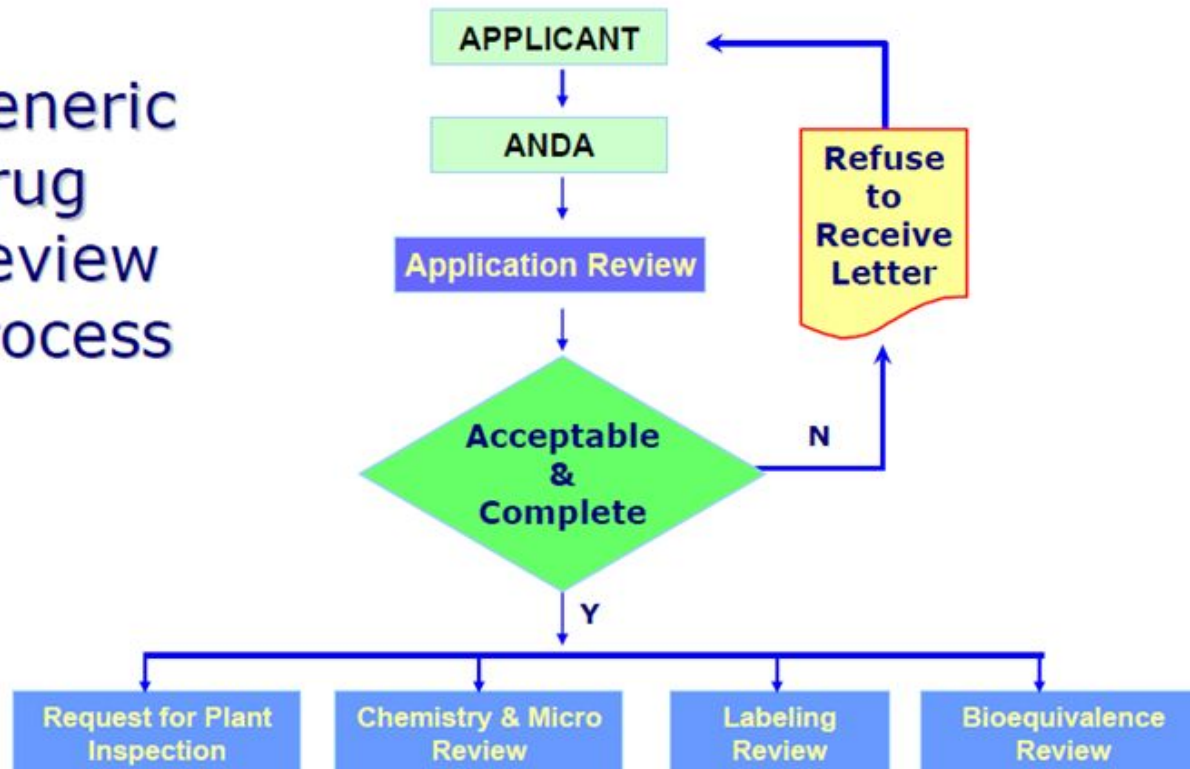 eneric
rug
eview
rocess
APPLICANT
ANDA
Application Review
Refuse
to
Receive
Letter
Acceptable
&
Complete
N
Y
Request for Plant
Inspection
Chemistry & Micro
Review
Labeling
Review
Bioequivalence
Review